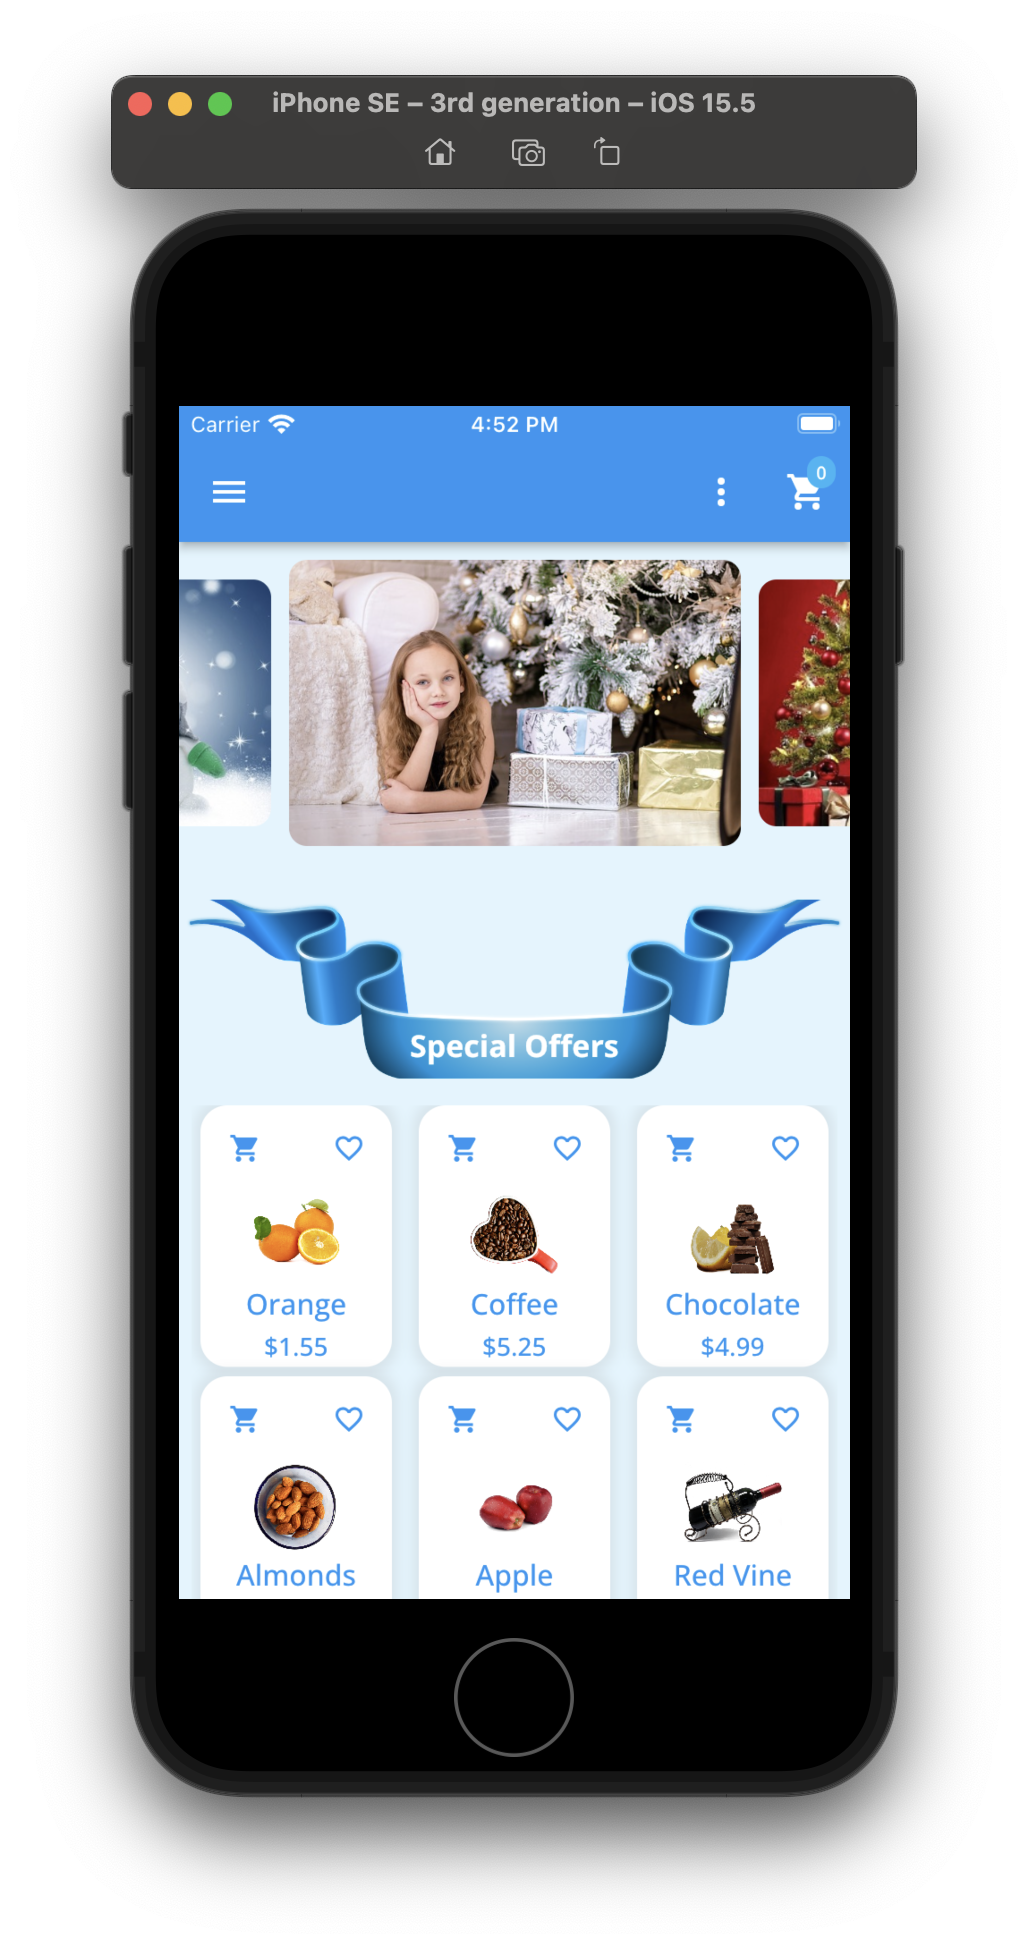 iPhone SE – 3rd generation – iOS 15.5
Carrier 4:52 PM
0
Special Offers
Orange Coffee Chocolate
$1.55 $5.25 $4.99
Almonds Apple Red Vine